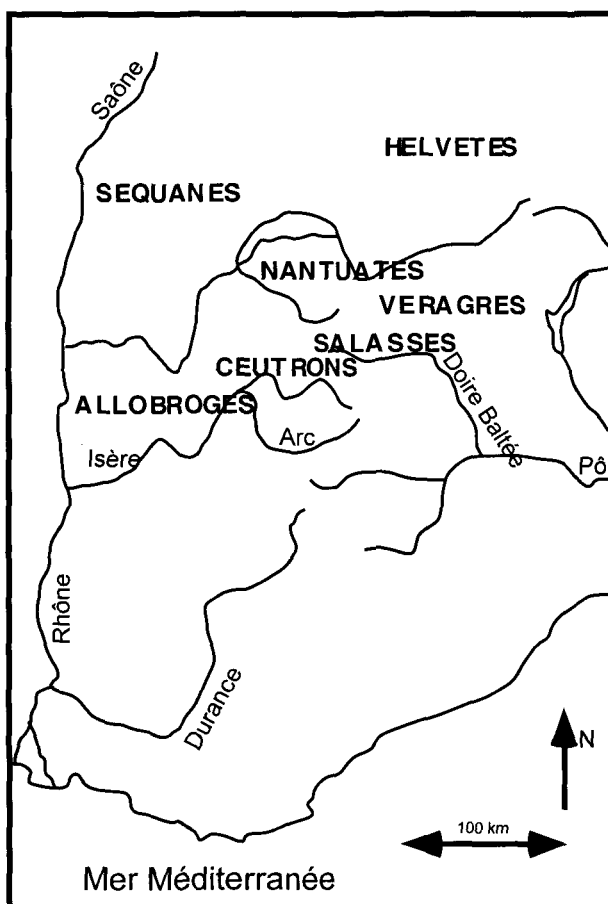 Saône
HELVETES
SEQUANES
NANTUATES
VERAGRES
SALASSES
CEUTRONS
Doire Baltée
ALLOBROGES
Arc
Isère
Pô
Rhône
Durance
N
100 km
Mer Méditerranée